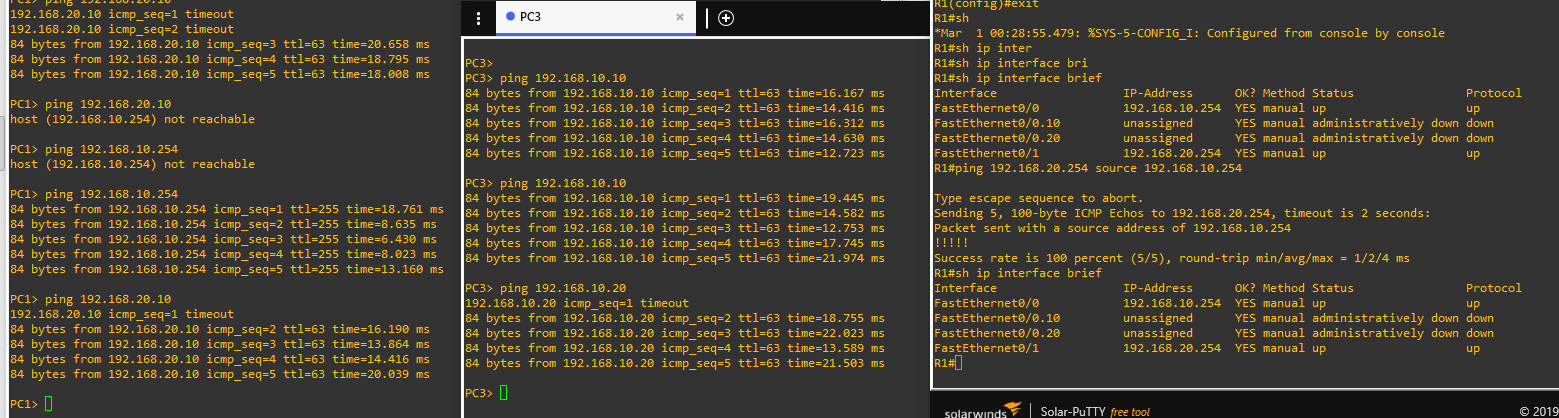 PC1> ping 192.168.20.10
192.168.20.10 icmp_seq=1 timeout
192.168.20.10 icmp_seq=2 timeout
84 bytes from 192.168.20.10 icmp_seq=3 ttl=63 time=20.658 ms
84 bytes from 192.168.20.10 icmp_seq=4 ttl=63 time=18.795 ms
84 bytes from 192.168.20.10 icmp_seq=5 ttl=63 time=18.008 ms
PC1> ping 192.168.20.10
host (192.168.10.254) not reachable
PC1> ping 192.168.10.254
host (192.168.10.254) not reachable
PC1> ping 192.168.10.254
84 bytes from 192.168.10.254 icmp_seq=1 ttl=255 time=18.761 ms
84 bytes from 192.168.10.254 icmp_seq=2 ttl=255 time=8.635 ms
84 bytes from 192.168.10.254 icmp_seq=3 ttl=255 time=6.430 ms
84 bytes from 192.168.10.254 icmp_seq=4 ttl=255 time=8.023 ms
84 bytes from 192.168.10.254 icmp_seq=5 ttl=255 time=13.160 ms
PC1> ping 192.168.20.10
192.168.20.10 icmp_seq=1 timeout
84 bytes from 192.168.20.10 icmp_seq=2 ttl=63 time=16.190 ms
84 bytes from 192.168.20.10 icmp_seq=3 ttl=63 time=13.864 ms
84 bytes from 192.168.20.10 icmp_seq=4 ttl=63 time=14.416 ms
84 bytes from 192.168.20.10 icmp_seq=5 ttl=63 time=20.039 ms
PC1>
PC3
PC3>
PC3> ping 192.168.10.10
84 bytes from 192.168.10.10 icmp_seq=1 ttl=63 time=16.167 ms
84 bytes from 192.168.10.10 icmp_seq=2 ttl=63 time=14.416 ms
84 bytes from 192.168.10.10 icmp_seq=3 ttl=63 time=16.312 ms
84 bytes from 192.168.10.10 icmp_seq=4 ttl=63 time=14.630 ms
84 bytes from 192.168.10.10 icmp_seq=5 ttl=63 time=12.723 ms
PC3> ping 192.168.10.10
84 bytes from 192.168.10.10 icmp_seq=1 ttl=63 time=19.445 ms
84 bytes from 192.168.10.10 icmp_seq=2 ttl=63 time=14.582 ms
84 bytes from 192.168.10.10 icmp_seq=3 ttl=63 time=12.753 ms
84 bytes from 192.168.10.10 icmp_seq=4 ttl=63 time=17.745 ms
84 bytes from 192.168.10.10 icmp_seq=5 ttl=63 time=21.974 ms
PC3> ping 192.168.10.20
192.168.10.20 icmp_seq=1 timeout
84 bytes from 192.168.10.20 icmp_seq=2 ttl=63 time=18.755 ms
84 bytes from 192.168.10.20 icmp_seq=3 ttl=63 time=22.023 ms
84 bytes from 192.168.10.20 icmp_seq=4 ttl=63 time=13.589 ms
84 bytes from 192.168.10.20 icmp_seq=5 ttl=63 time=21.503 ms
PC3>
R1(config)#exit
R1#sh
*Mar  1 00:28:55.479: %SYS-5-CONFIG_I: Configured from console by console
R1#sh ip inter
R1#sh ip interface bri
R1#sh ip interface brief
Interface IP-Address OK? Method Status Protocol
FastEthernet0/0 192.168.10.254 YES manual up up
FastEthernet0/0.10 unassigned YES manual administratively down down
FastEthernet0/0.20 unassigned YES manual administratively down down
FastEthernet0/1 192.168.20.254 YES manual up up
R1#ping 192.168.20.254 source 192.168.10.254
Type escape sequence to abort.
Sending 5, 100-byte ICMP Echos to 192.168.20.254, timeout is 2 seconds:
Packet sent with a source address of 192.168.10.254
!!!!!
Success rate is 100 percent (5/5), round-trip min/avg/max = 1/2/4 ms
R1#sh ip interface brief
Interface IP-Address OK? Method Status Protocol
FastEthernet0/0 192.168.10.254 YES manual up up
FastEthernet0/0.10 unassigned YES manual administratively down down
FastEthernet0/0.20 unassigned YES manual administratively down down
FastEthernet0/1 192.168.20.254 YES manual up up
R1#
solarwinds Solar-PuTTY free tool © 2019